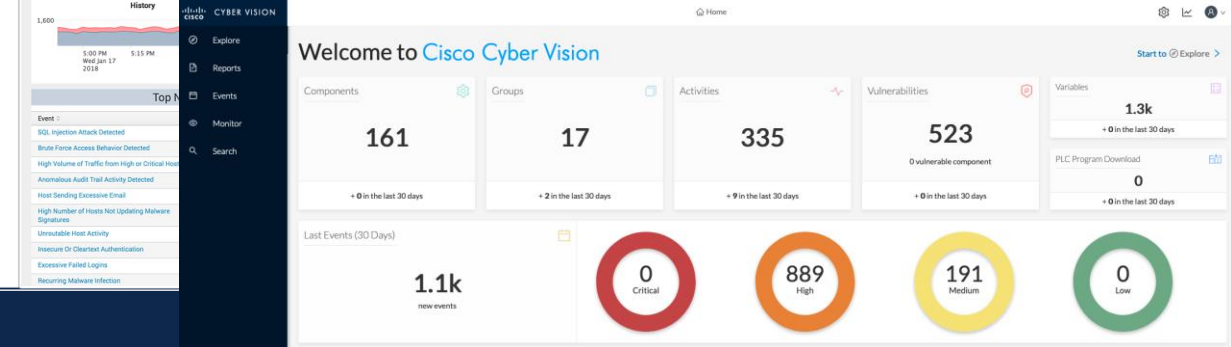 History
1,600
5:00 PM 5:15 PM
Wed Jan 17
2018
Top N
Event
SQL Injection Attack Detected
Brute Force Access Behavior Detected
High Volume of Traffic from High or Critical Host
Anomalous Audit Trail Activity Detected
Host Sending Excessive Email
High Number of Hosts Not Updating Malware
Signatures
Unroutable Host Activity
Insecure Or Cleartext Authentication
Excessive Failed Logins
Recurring Malware Infection
CISCO CYBER VISION
Explore
Reports
Events
Monitor
Search
Home
Welcome to Cisco Cyber Vision
Start to Explore >
Components
161
+ 0 in the last 30 days
Groups
17
+ 2 in the last 30 days
Activities
335
+ 9 in the last 30 days
Vulnerabilities
523
0 vulnerable component
+ 0 in the last 30 days
Variables
1.3k
+ 0 in the last 30 days
PLC Program Download
0
+ 0 in the last 30 days
Last Events (30 Days)
1.1k
new events
0
Critical
889
High
191
Medium
0
Low